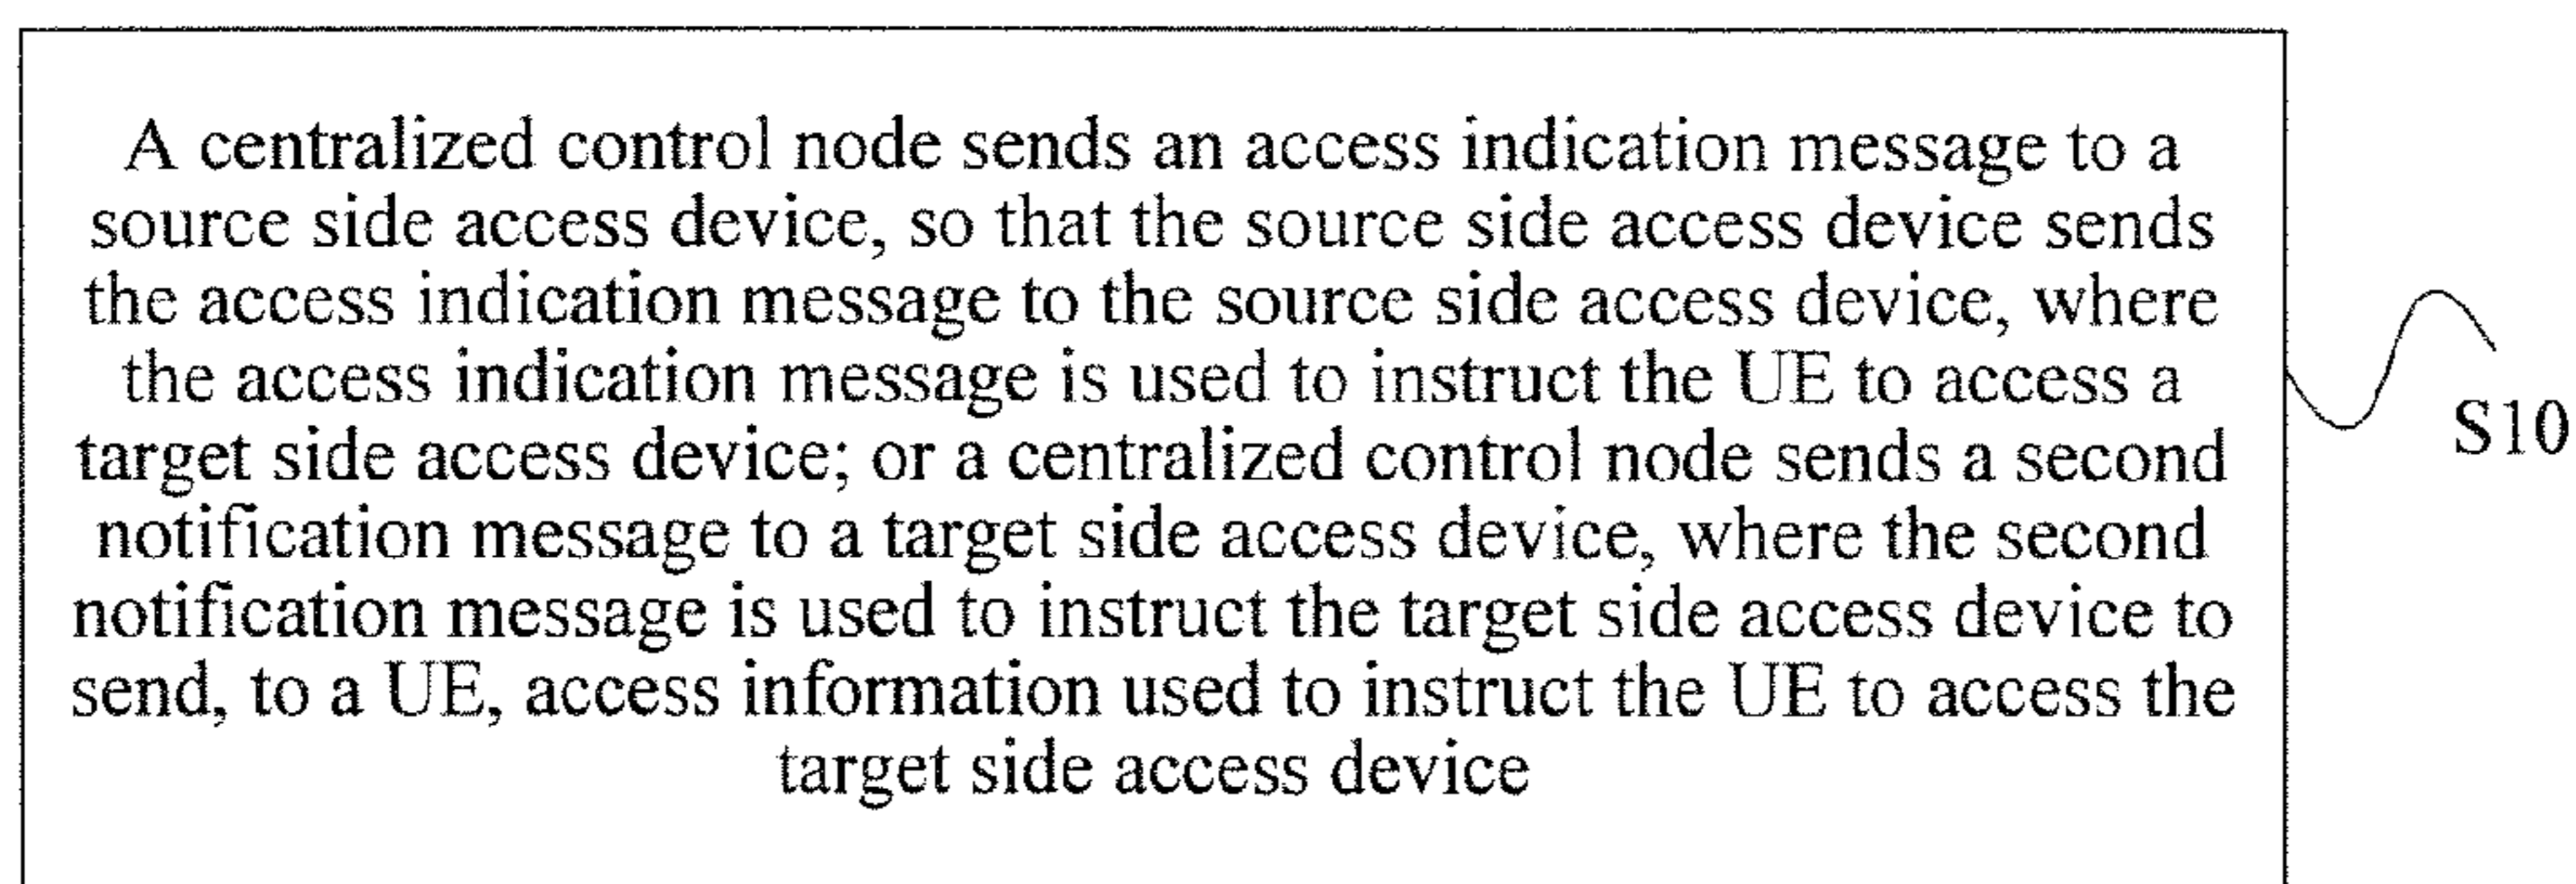 A centralized control node sends an access indication message to a
source side access device, so that the source side access device sends
the access indication message to the source side access device, where
the access indication message is used to instruct the UE to access a
target side access device; or a centralized control node sends a second
notification message to a target side access device, where the second
notification message is used to instruct the target side access device to
send, to a UE, access information used to instruct the UE to access the
target side access device
S10